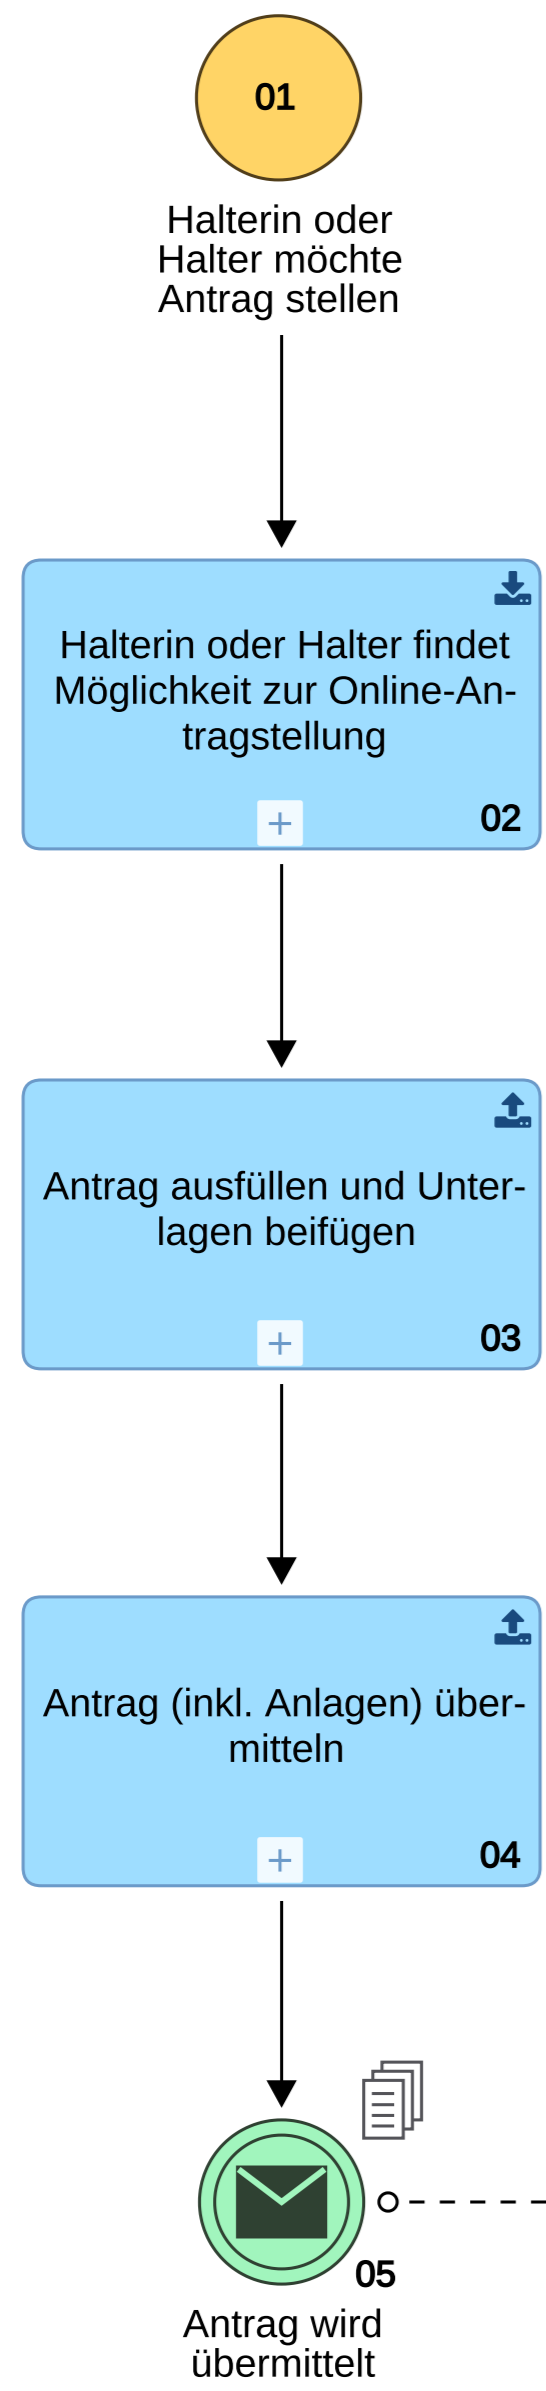 01
Halterin oder
Halter möchte
Antrag stellen
Halterin oder Halter findet
Möglichkeit zur Online-An-
tragstellung
+
02
Antrag ausfüllen und Unter-
lagen beifügen
+
03
Antrag (inkl. Anlagen) über-
mitteln
+
04
05
Antrag wird
übermittelt